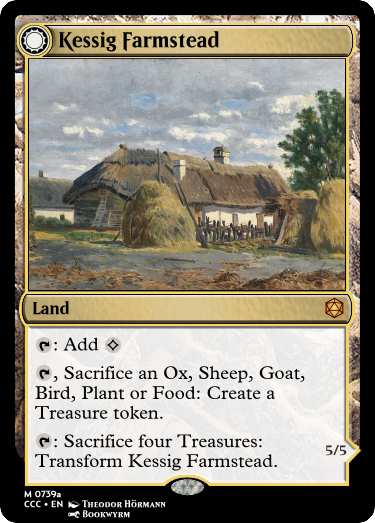 Kessig Farmstead
Land
: Add
, Sacrifice an Ox, Sheep, Goat,
Bird, Plant or Food: Create a
Treasure token.
: Sacrifice four Treasures:
Transform Kessig Farmstead.
5/5
M 0739a
CCC • EN Theodor Hörmann
Bookwyrm